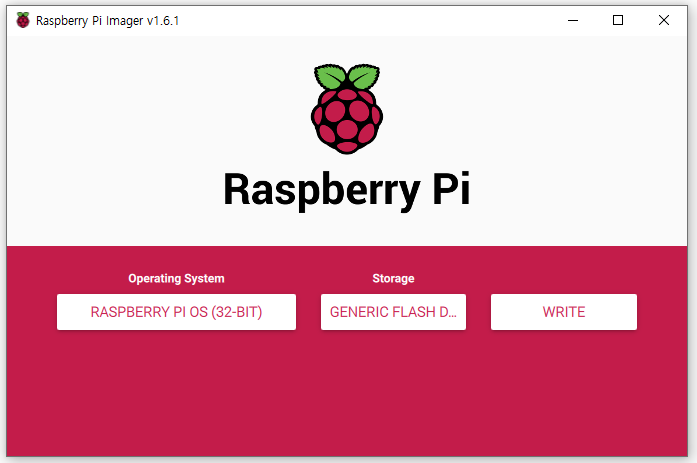 Raspberry Pi Imager v1.6.1
Raspberry Pi
Operating System
Storage
RASPBERRY PI OS (32-BIT)
GENERIC FLASH D...
WRITE